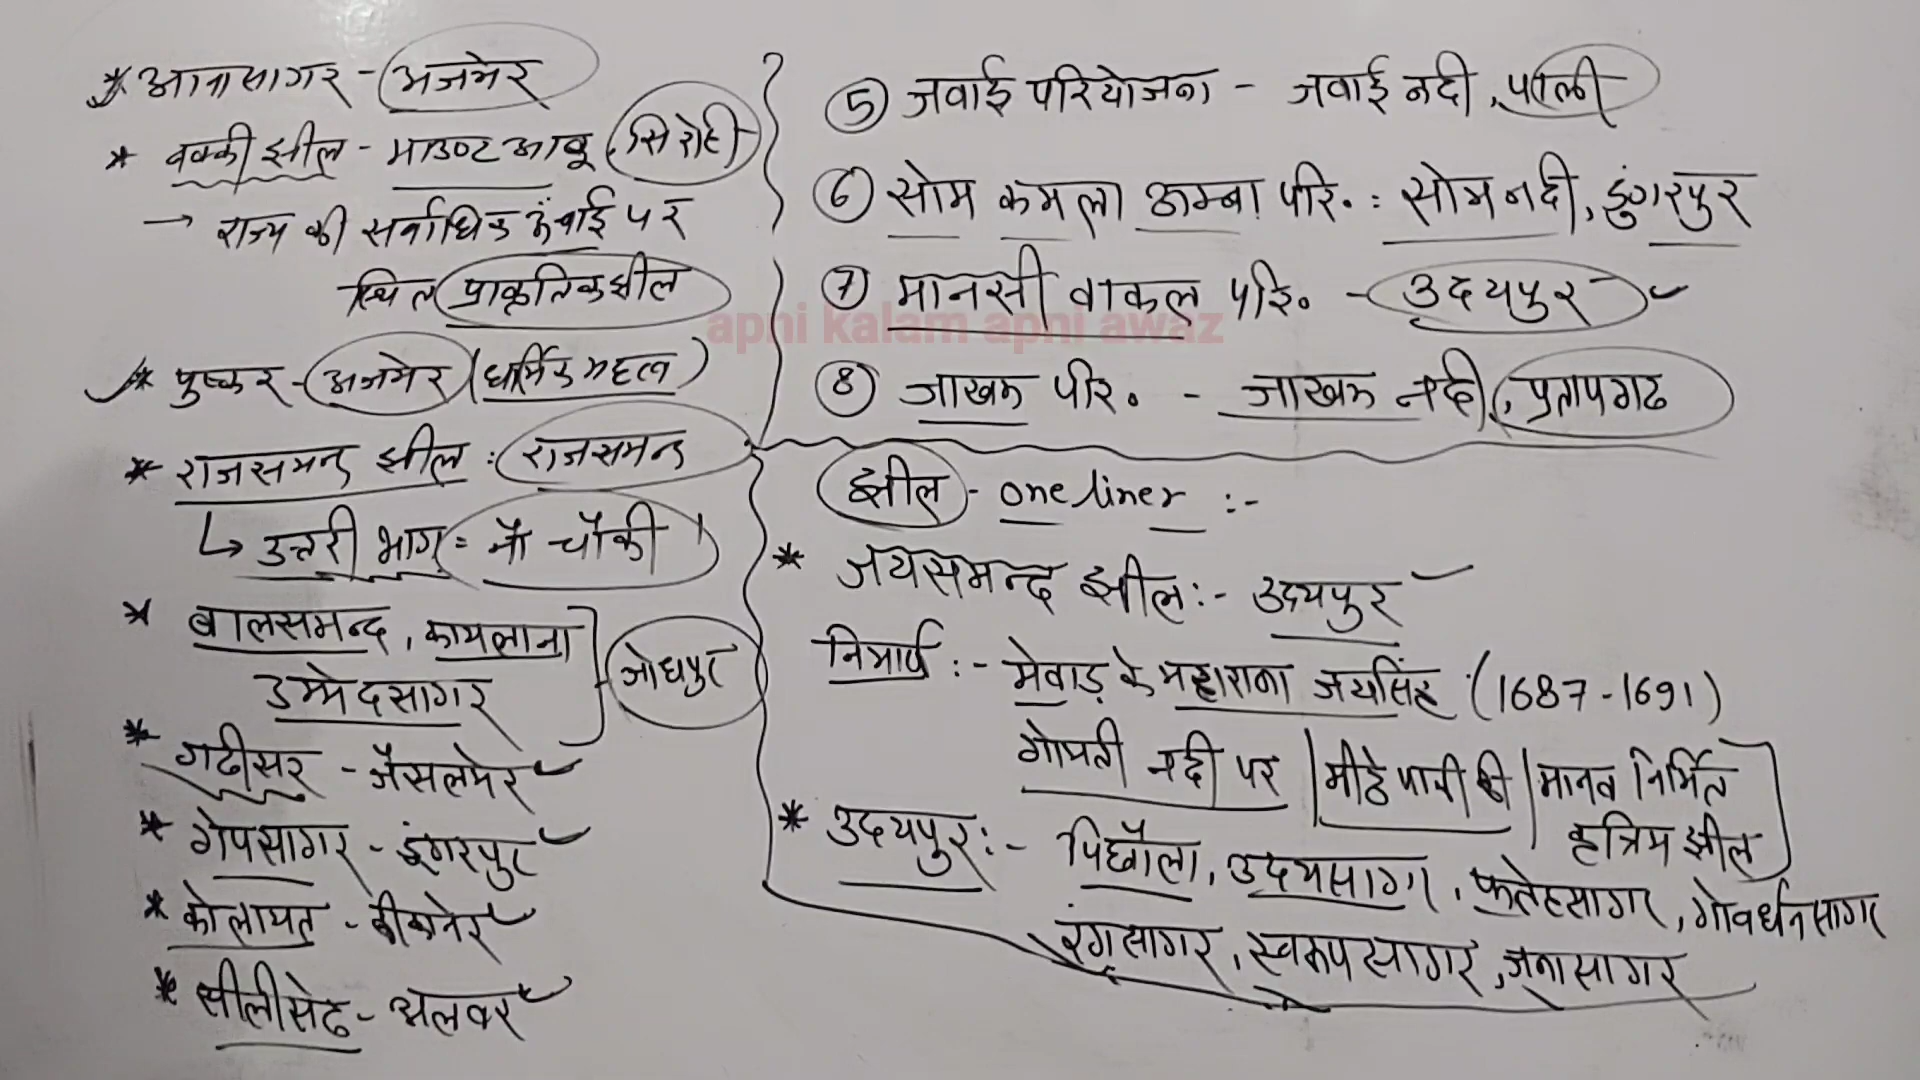 * आनासागर - अजमेर
* नक्की झील - माउण्ट आबू, सिरोही
→ राज्य की सर्वाधिक ऊंचाई पर
स्थित प्राकृतिक झील
* पुष्कर - अजमेर (धार्मिक महत्व)
* राजसमन्द झील : राजसमन्द
↳ उत्तरी भाग = नौ चौकी
* बालसमन्द, कायलाना
उम्मेदसागर } जोधपुर
* गढीसर - जैसलमेर
* गेपसागर - डूंगरपुर
* कोलायत - बीकानेर
* सीलीसेढ - अलवर
⑤ जवाई परियोजना - जवाई नदी, पाली
⑥ सोम कमला अम्बा परि॰ : सोम नदी, डुंगरपुर
⑦ मानसी वाकल परि॰ - उदयपुर
⑧ जाखम परि॰ - जाखम नदी, प्रतापगढ
झील - one liner :-
* जयसमन्द झील :- उदयपुर
निमार्ण :- मेवाड़ के महाराना जयसिंह (1687-1691)
गोमती नदी पर | मीठे पानी की | मानव निर्मित
कृत्रिम झील
* उदयपुर :- पिछौला, उदयसागर, फतेहसागर, गोवर्धनसागर
रंगसागर, स्वरूपसागर, जनासागर
apni kalam apni awaz